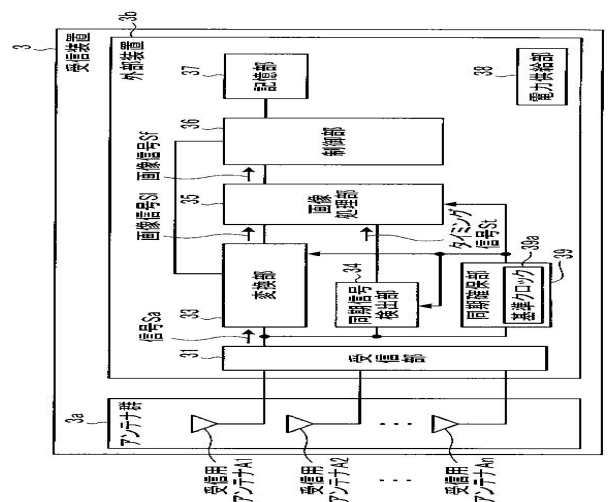 3
受信装置
3b
外部装置
37
記憶部
38
電力供給部
36
制御部
画像信号Sf
35
画像
処理部
画像信号Sl
タイミング
信号St
33
変換部
34
同期信号
検出部
39a
同期確保部
基準クロック
39
信号Sa
31
受信部
3a
アンテナ群
受信用
アンテナA1
受信用
アンテナA2
受信用
アンテナAn